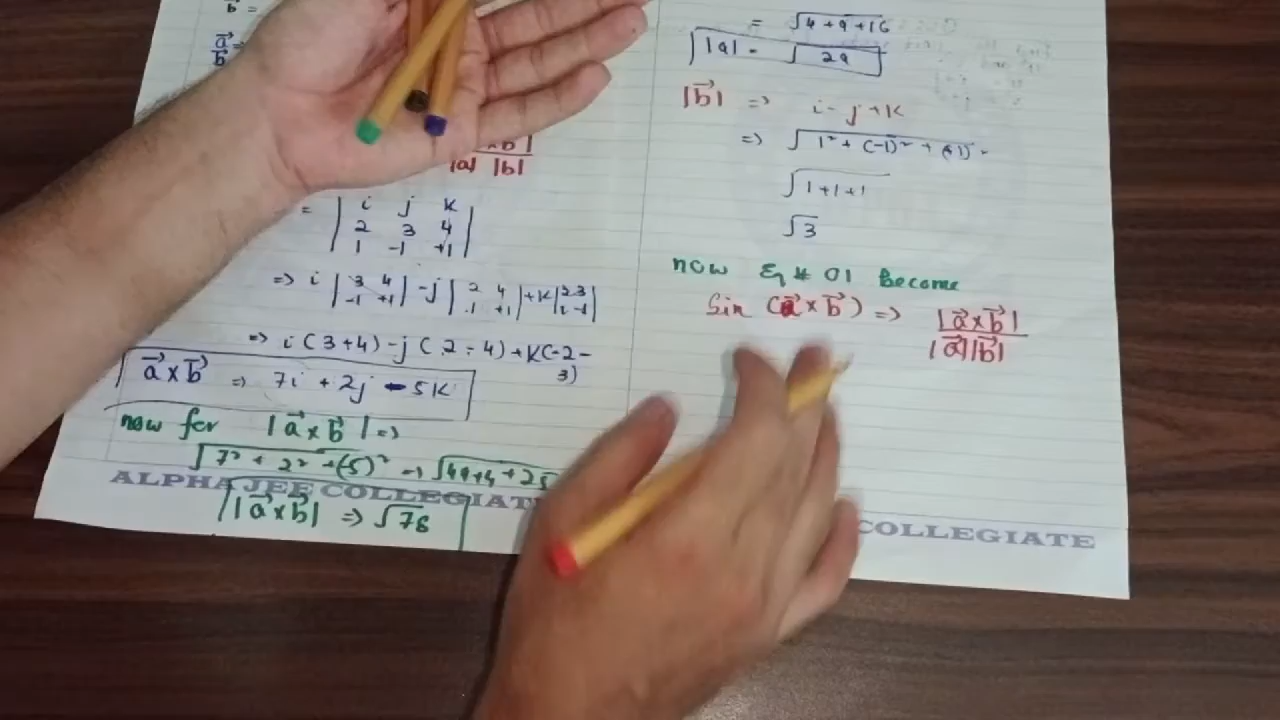 b =
a =
b
|a| |b|
= | i j k |
| 2 3 4 |
| 1 -1 +1 |
=> i | 3 4 | -j | 2 4 | +k | 2 3 |
| -1 +1 | | 1 +1 | | 1 -1 |
=> i (3+4) -j (2-4) +k(-2-
3)
a⃗ x b⃗ => 7i + 2j - 5k
now for | a⃗ x b⃗ | =>
√7² + 2² + (-5)² => √49+4+25
ALPHA JEE COLLEGIATE
|a⃗ x b⃗| => √78
= √4+9+16
|a| = √29
|b⃗| => i - j + k
=> √1² + (-1)² + (+1)²
√1+1+1
√3
now Eq # 01 Become
Sin (a⃗ x b⃗) => |a⃗ x b⃗|
|a⃗||b⃗|
COLLEGIATE